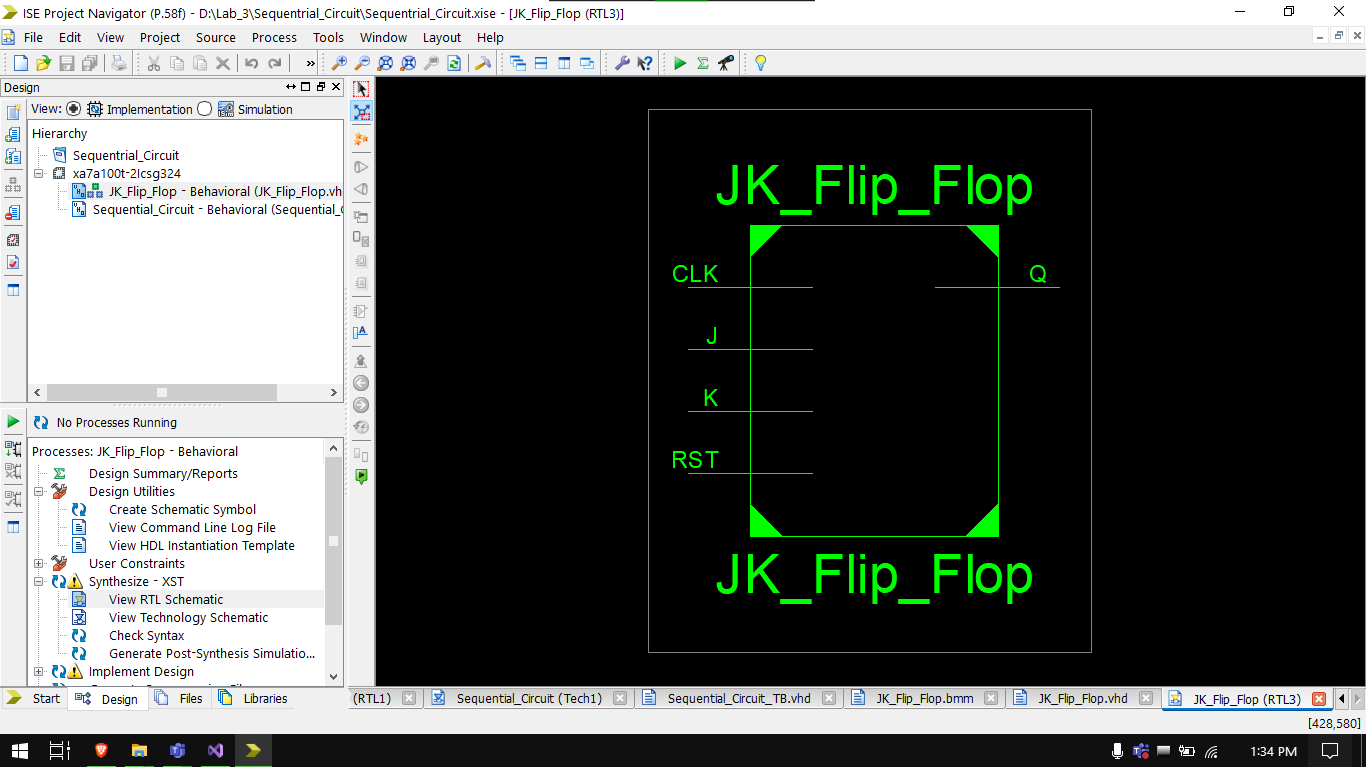 ISE Project Navigator (P.58f) - D:\Lab_3\Sequentrial_Circuit\Sequentrial_Circuit.xise - [JK_Flip_Flop (RTL3)]
File Edit View Project Source Process Tools Window Layout Help
Design
View: Implementation Simulation
Hierarchy
Sequentrial_Circuit
xa7a100t-2Icsg324
JK_Flip_Flop - Behavioral (JK_Flip_Flop.vh
Sequential_Circuit - Behavioral (Sequential_C
No Processes Running
Processes: JK_Flip_Flop - Behavioral
Design Summary/Reports
Design Utilities
Create Schematic Symbol
View Command Line Log File
View HDL Instantiation Template
User Constraints
Synthesize - XST
View RTL Schematic
View Technology Schematic
Check Syntax
Generate Post-Synthesis Simulatio...
Implement Design
Start Design Files Libraries
JK_Flip_Flop
CLK
Q
J
K
RST
JK_Flip_Flop
(RTL1) Sequential_Circuit (Tech1) Sequential_Circuit_TB.vhd JK_Flip_Flop.bmm JK_Flip_Flop.vhd JK_Flip_Flop (RTL3)
[428,580]
1:34 PM